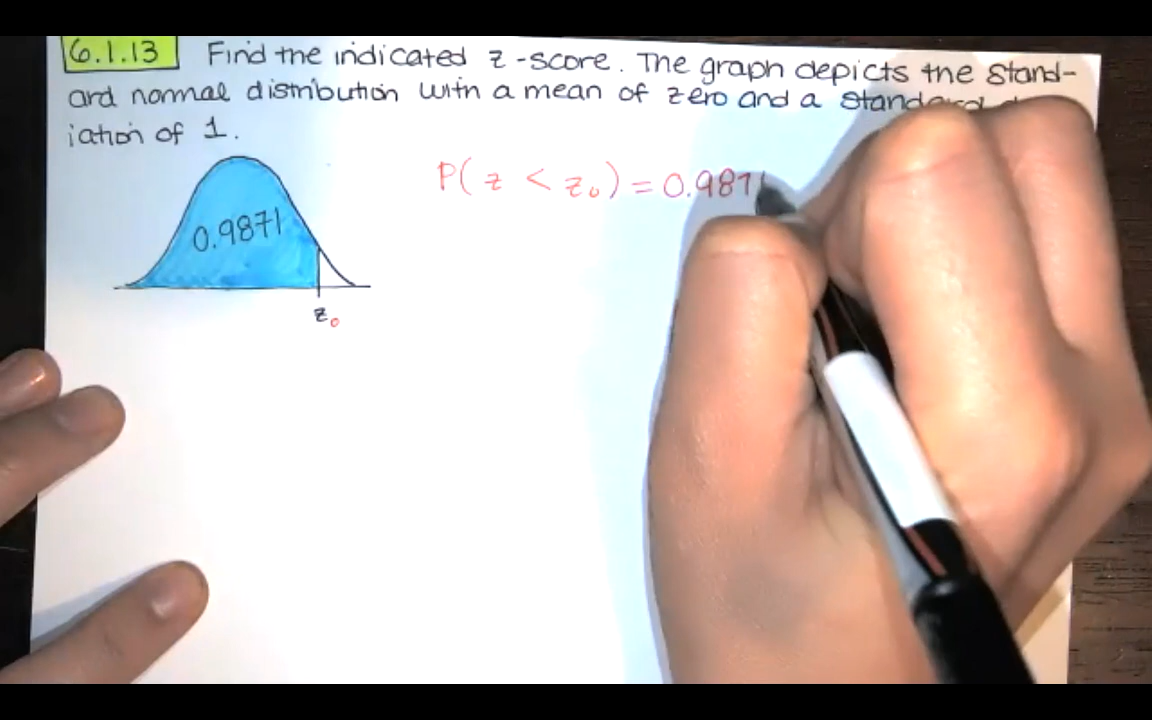 6.1.13 Find the indicated z-score. The graph depicts the stand-
ard normal distribution with a mean of zero and a standard
iation of 1.
P(z < z₀) = 0.9871
0.9871
z₀